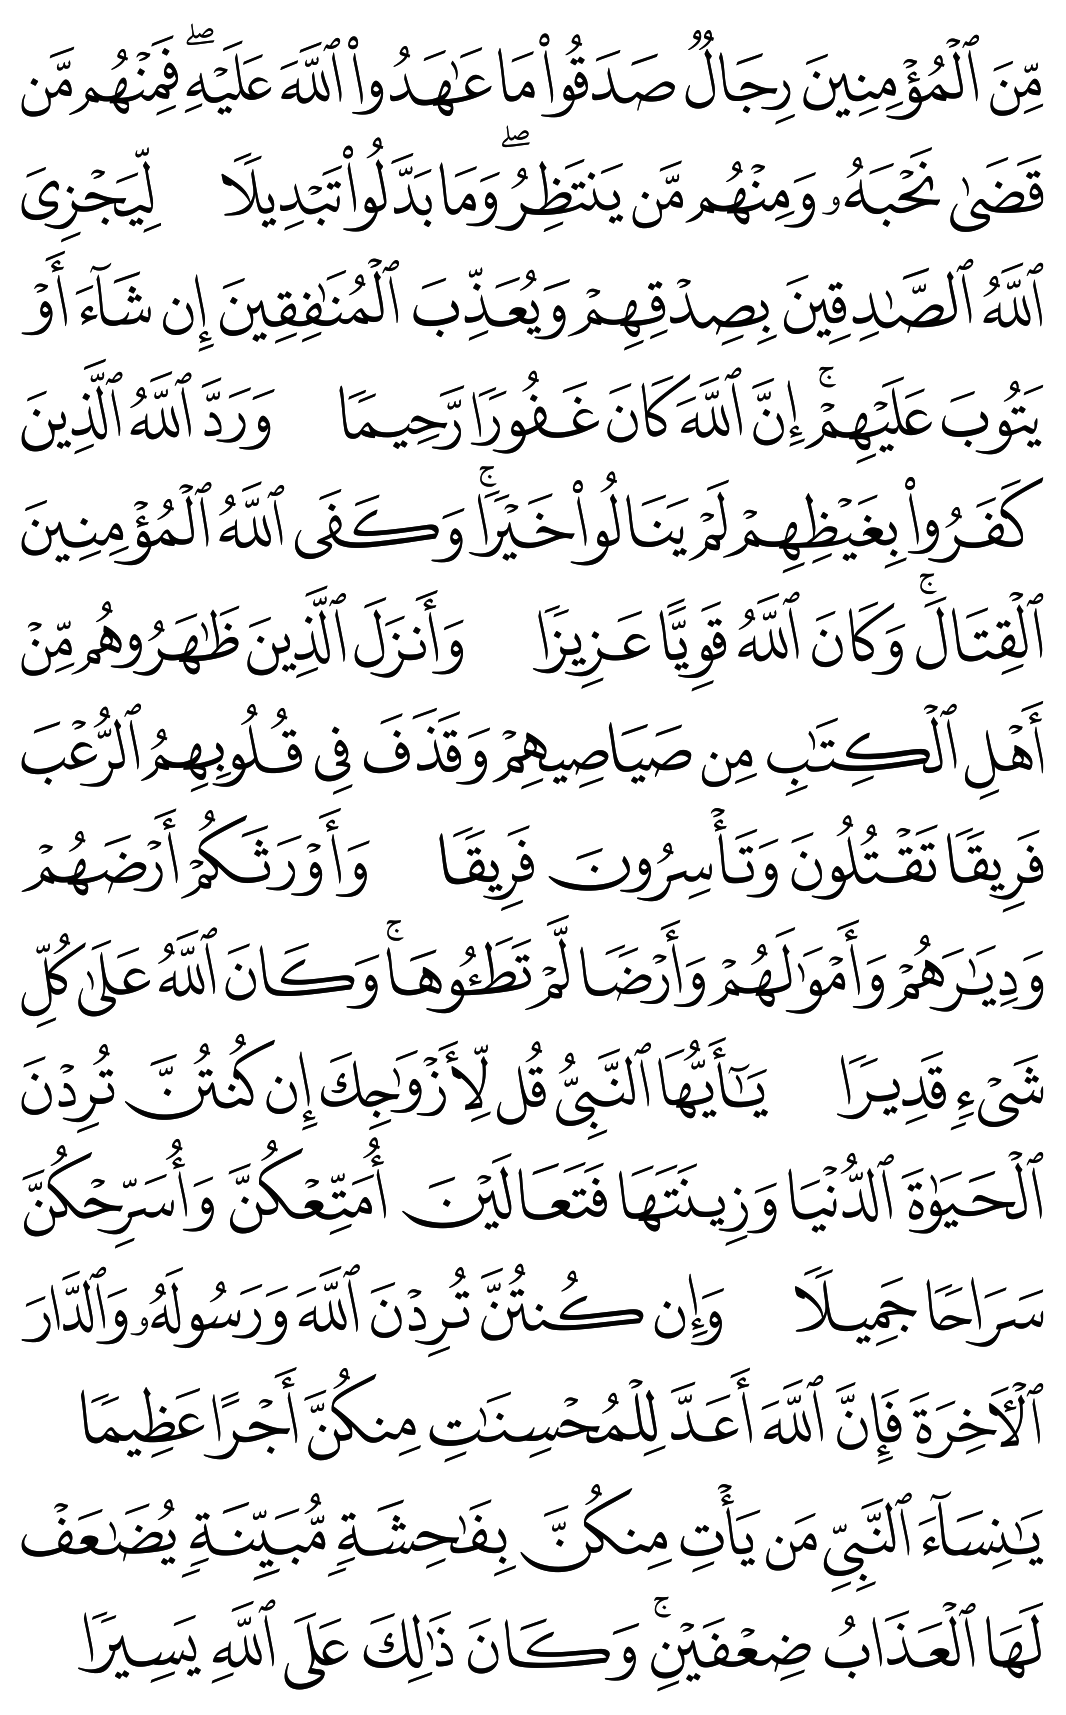 مِّنَ ٱلْمُؤْمِنِينَ رِجَالٌ صَدَقُوا۟ مَا عَـٰهَدُوا۟ ٱللَّهَ عَلَيْهِ ۖ فَمِنْهُم مَّن
قَضَىٰ نَحْبَهُۥ وَمِنْهُم مَّن يَنتَظِرُ ۖ وَمَا بَدَّلُوا۟ تَبْدِيلًا لِّيَجْزِىَ
ٱللَّهُ ٱلصَّـٰدِقِينَ بِصِدْقِهِمْ وَيُعَذِّبَ ٱلْمُنَـٰفِقِينَ إِن شَآءَ أَوْ
يَتُوبَ عَلَيْهِمْ ۚ إِنَّ ٱللَّهَ كَانَ غَفُورًا رَّحِيمًا وَرَدَّ ٱللَّهُ ٱلَّذِينَ
كَفَرُوا۟ بِغَيْظِهِمْ لَمْ يَنَالُوا۟ خَيْرًا ۚ وَكَفَى ٱللَّهُ ٱلْمُؤْمِنِينَ
ٱلْقِتَالَ ۚ وَكَانَ ٱللَّهُ قَوِيًّا عَزِيزًا وَأَنزَلَ ٱلَّذِينَ ظَـٰهَرُوهُم مِّنْ
أَهْلِ ٱلْكِتَـٰبِ مِن صَيَاصِيهِمْ وَقَذَفَ فِى قُلُوبِهِمُ ٱلرُّعْبَ
فَرِيقًا تَقْتُلُونَ وَتَأْسِرُونَ فَرِيقًا وَأَوْرَثَكُمْ أَرْضَهُمْ
وَدِيَـٰرَهُمْ وَأَمْوَٰلَهُمْ وَأَرْضًا لَّمْ تَطَـُٔوهَا ۚ وَكَانَ ٱللَّهُ عَلَىٰ كُلِّ
شَىْءٍ قَدِيرًا يَـٰٓأَيُّهَا ٱلنَّبِىُّ قُل لِّأَزْوَٰجِكَ إِن كُنتُنَّ تُرِدْنَ
ٱلْحَيَوٰةَ ٱلدُّنْيَا وَزِينَتَهَا فَتَعَالَيْنَ أُمَتِّعْكُنَّ وَأُسَرِّحْكُنَّ
سَرَاحًا جَمِيلًا وَإِن كُنتُنَّ تُرِدْنَ ٱللَّهَ وَرَسُولَهُۥ وَٱلدَّارَ
ٱلْـَٔاخِرَةَ فَإِنَّ ٱللَّهَ أَعَدَّ لِلْمُحْسِنَـٰتِ مِنكُنَّ أَجْرًا عَظِيمًا
يَـٰنِسَآءَ ٱلنَّبِىِّ مَن يَأْتِ مِنكُنَّ بِفَـٰحِشَةٍ مُّبَيِّنَةٍ يُضَـٰعَفْ
لَهَا ٱلْعَذَابُ ضِعْفَيْنِ ۚ وَكَانَ ذَٰلِكَ عَلَى ٱللَّهِ يَسِيرًا